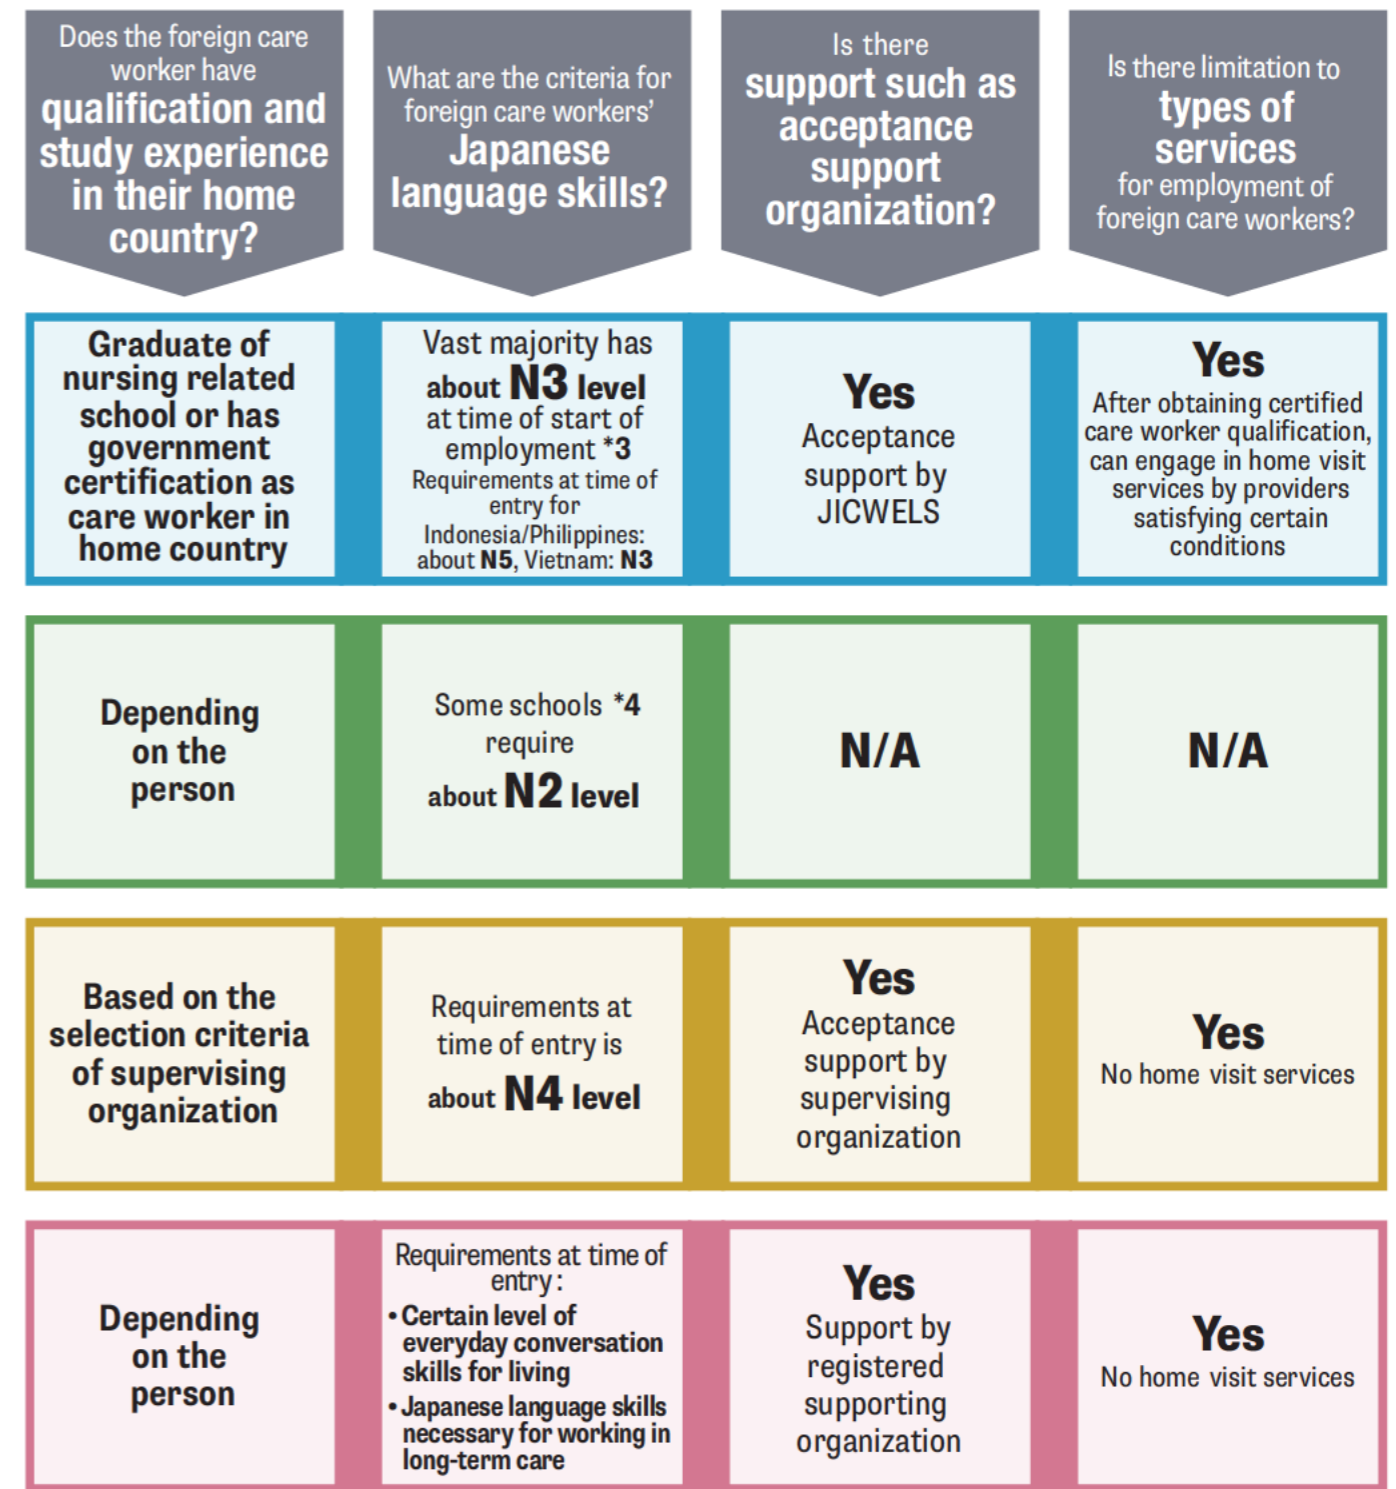 Does the foreign care
worker have
qualification and
study experience
in their home
country?
What are the criteria for
foreign care workers’
Japanese
language skills?
Is there
support such as
acceptance
support
organization?
Is there limitation to
types of
services
for employment of
foreign care workers?
Graduate of
nursing related
school or has
government
certification as
care worker in
home country
Vast majority has
about N3 level
at time of start of
employment *3
Requirements at time of
entry for
Indonesia/Philippines:
about N5, Vietnam: N3
Yes
Acceptance
support by
JICWELS
Yes
After obtaining certified
care worker qualification,
can engage in home visit
services by providers
satisfying certain
conditions
Depending
on the
person
Some schools *4
require
about N2 level
N/A
N/A
Based on the
selection criteria
of supervising
organization
Requirements at
time of entry is
about N4 level
Yes
Acceptance
support by
supervising
organization
Yes
No home visit services
Depending
on the
person
Requirements at time of
entry :
• Certain level of
everyday conversation
skills for living
• Japanese language skills
necessary for working in
long-term care
Yes
Support by
registered
supporting
organization
Yes
No home visit services